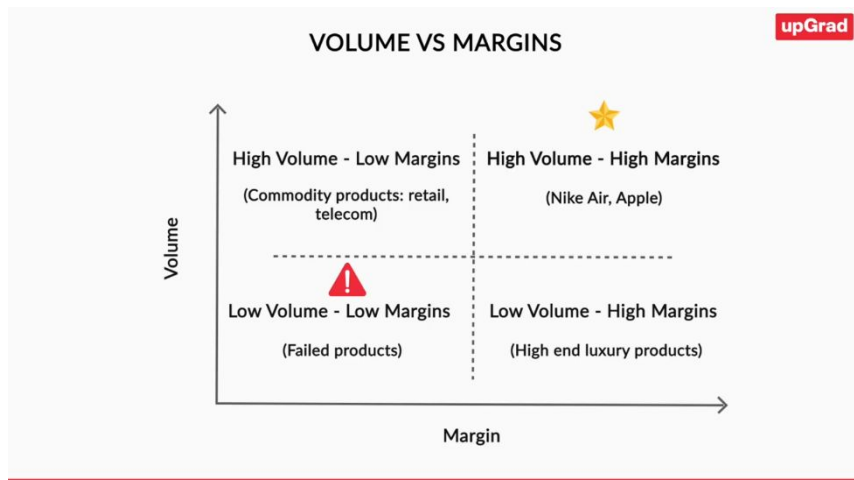 upGrad
VOLUME VS MARGINS
High Volume - Low Margins
(Commodity products: retail,
telecom)
High Volume - High Margins
(Nike Air, Apple)
Volume
Low Volume - Low Margins
(Failed products)
Low Volume - High Margins
(High end luxury products)
Margin